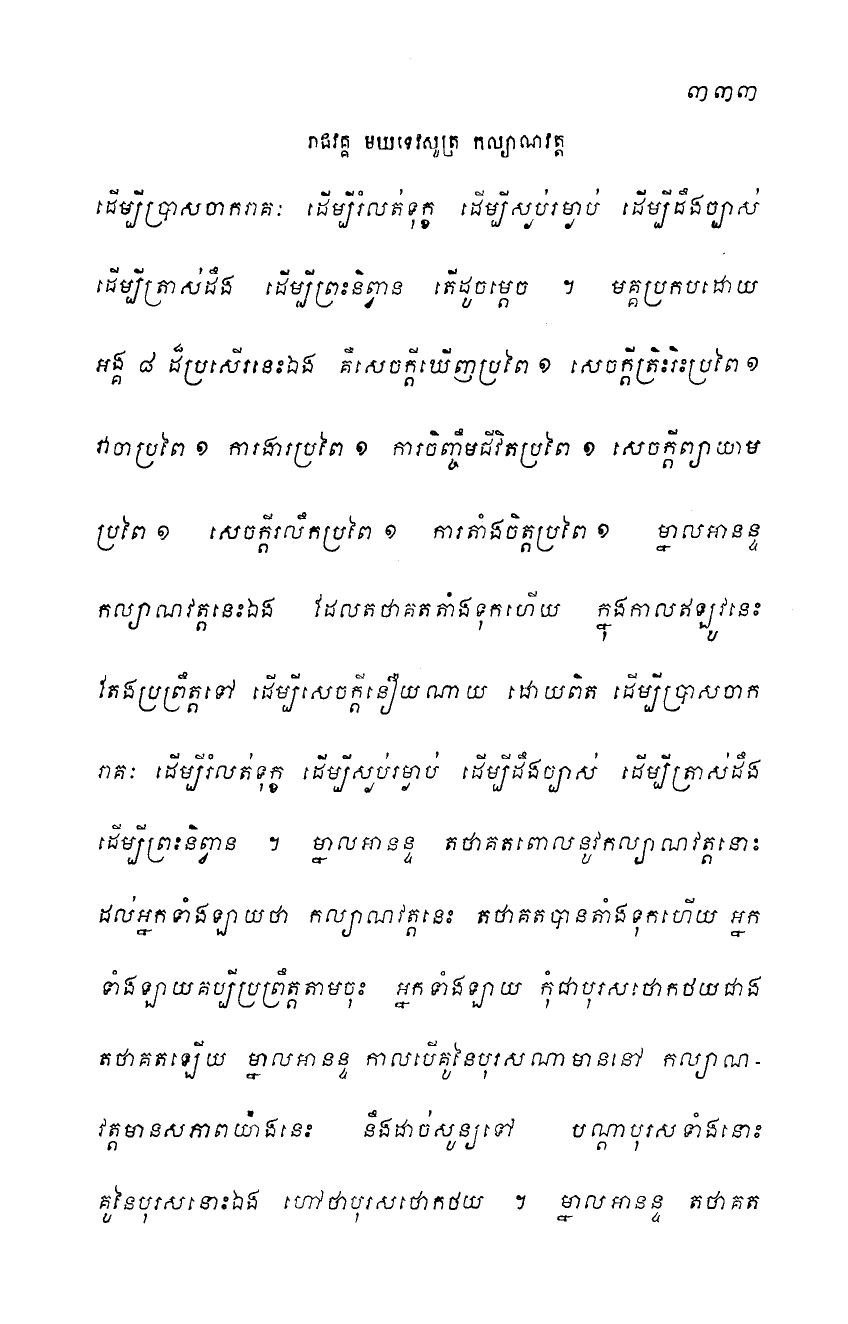 ៣៣៣
រាជវគ្គ មឃទេវសូត្រ កល្យាណវត្ត
ដើម្បីប្រាសចាករាគៈ ដើម្បីរំលត់ទុក្ខ ដើម្បីស្ងប់រម្ងាប់ ដើម្បីដឹងច្បាស់
ដើម្បីត្រាស់ដឹង ដើម្បីព្រះនិព្វាន តើដូចម្តេច ។ មគ្គប្រកបដោយ
អង្គ ៨ ដ៏ប្រសើរនេះឯង គឺសេចក្តីឃើញប្រពៃ ១ សេចក្តីត្រិះរិះប្រពៃ ១
វាចាប្រពៃ ១ ការងារប្រពៃ ១ ការចិញ្ចឹមជីវិតប្រពៃ ១ សេចក្តីព្យាយាម
ប្រពៃ ១ សេចក្តីរលឹកប្រពៃ ១ ការតាំងចិត្តប្រពៃ ១ ម្នាលអានន្ទ
កល្យាណវត្តនេះឯង ដែលតថាគតតាំងទុកហើយ ក្នុងកាលឥឡូវនេះ
តែងប្រព្រឹត្តទៅ ដើម្បីសេចក្តីនឿយណាយ ដោយពិត ដើម្បីប្រាសចាក
រាគៈ ដើម្បីរំលត់ទុក្ខ ដើម្បីស្ងប់រម្ងាប់ ដើម្បីដឹងច្បាស់ ដើម្បីត្រាស់ដឹង
ដើម្បីព្រះនិព្វាន ។ ម្នាលអានន្ទ តថាគតពោលនូវកល្យាណវត្តនោះ
ដល់អ្នកទាំងឡាយថា កល្យាណវត្តនេះ តថាគតបានតាំងទុកហើយ អ្នក
ទាំងឡាយគប្បីប្រព្រឹត្តតាមចុះ អ្នកទាំងឡាយ កុំជាបុរសថោកថយជាង
តថាគតឡើយ ម្នាលអានន្ទ កាលបើគូនៃបុរសណាមាននៅ កល្យាណ-
វត្តមានសភាពយ៉ាងនេះ នឹងដាច់សូន្យទៅ បណ្តាបុរសទាំងនោះ
គូនៃបុរសនោះឯង ហៅថាបុរសថោកថយ ។ ម្នាលអានន្ទ តថាគត